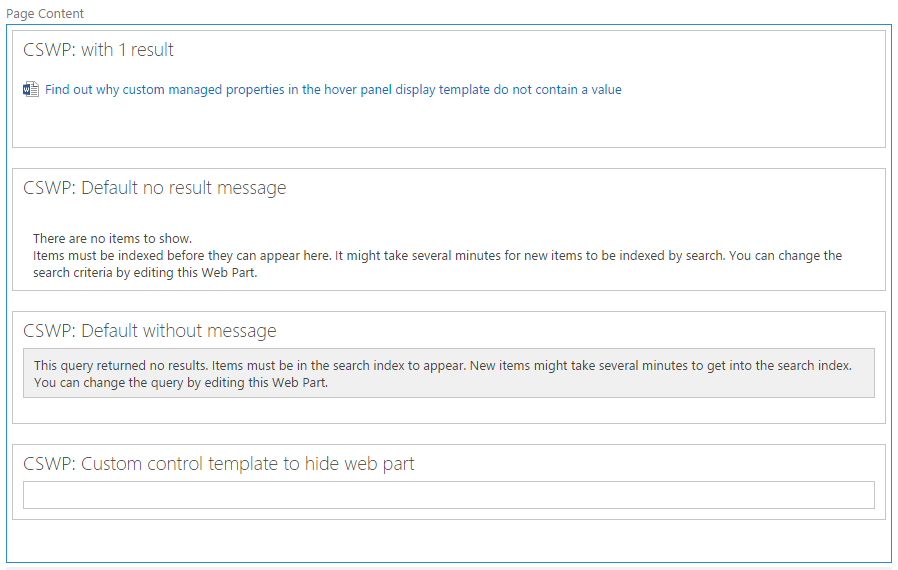 Page Content
CSWP: with 1 result
Find out why custom managed properties in the hover panel display template do not contain a value
CSWP: Default no result message
There are no items to show.
Items must be indexed before they can appear here. It might take several minutes for new items to be indexed by search. You can change the
search criteria by editing this Web Part.
CSWP: Default without message
This query returned no results. Items must be in the search index to appear. New items might take several minutes to get into the search index.
You can change the query by editing this Web Part.
CSWP: Custom control template to hide web part